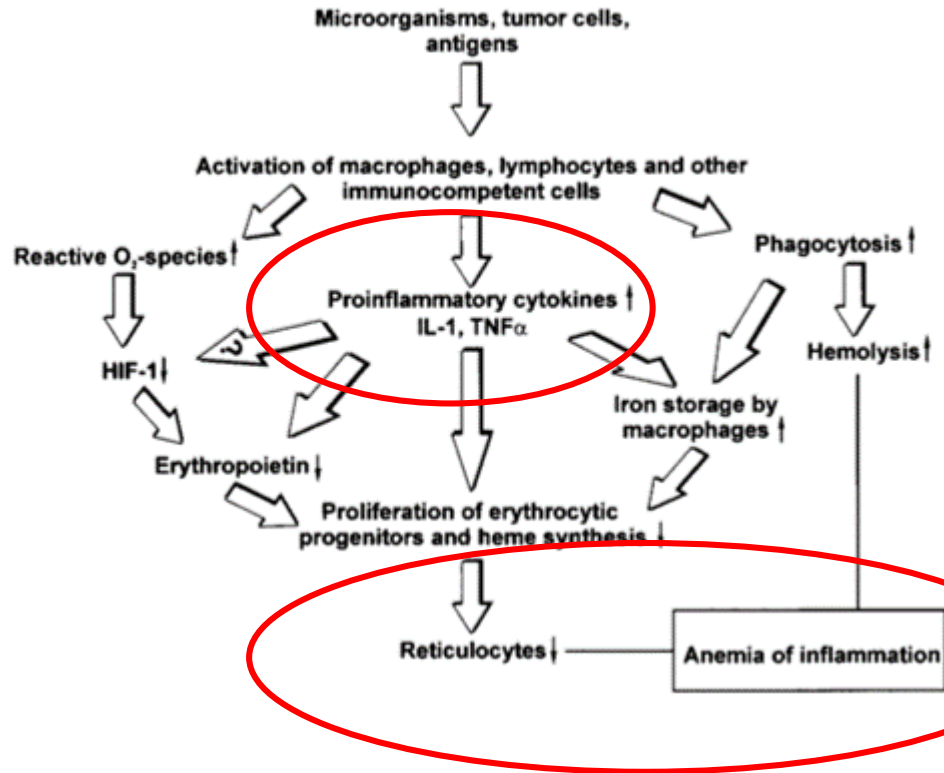 Microorganisms, tumor cells,
antigens
Activation of macrophages, lymphocytes and other
immunocompetent cells
Reactive O₂-species↑
Phagocytosis↑
Proinflammatory cytokines ↑
IL-1, TNFα
?
HIF-1↓
Hemolysis↑
Iron storage by
macrophages ↑
Erythropoietin↓
Proliferation of erythrocytic
progenitors and heme synthesis ↓
Reticulocytes↓
Anemia of inflammation